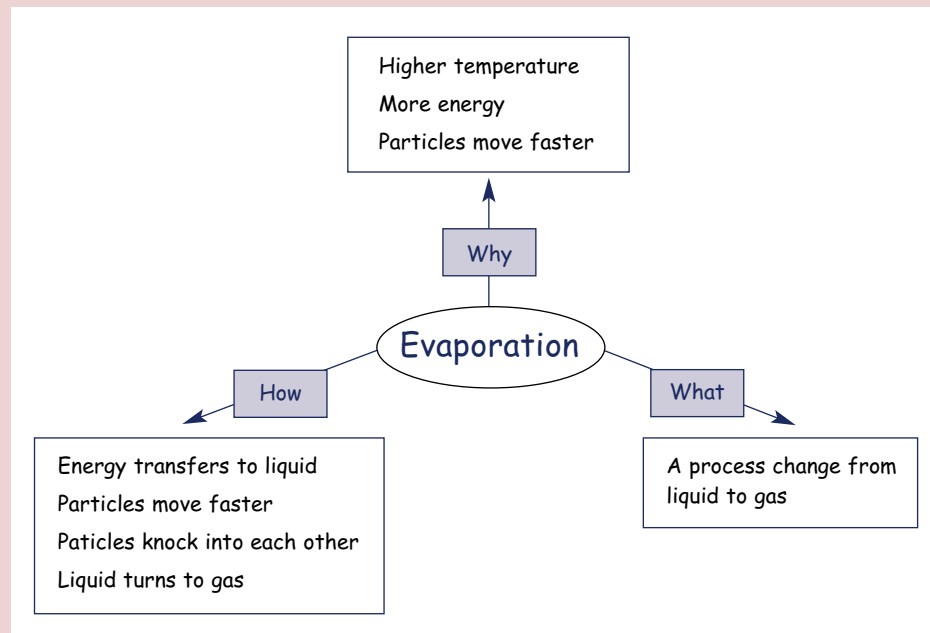 Higher temperature
More energy
Particles move faster
Why
Evaporation
How
What
Energy transfers to liquid
Particles move faster
Paticles knock into each other
Liquid turns to gas
A process change from
liquid to gas